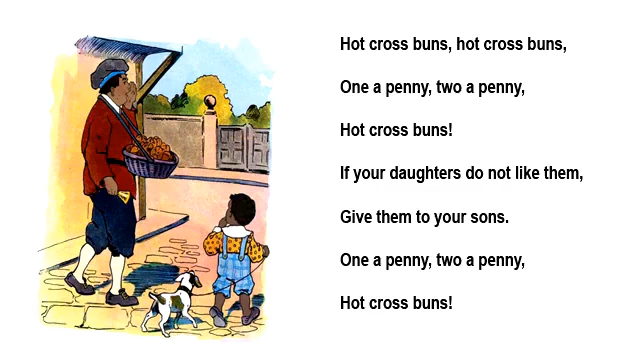 Hot cross buns, hot cross buns,
One a penny, two a penny,
Hot cross buns!
If your daughters do not like them,
Give them to your sons.
One a penny, two a penny,
Hot cross buns!